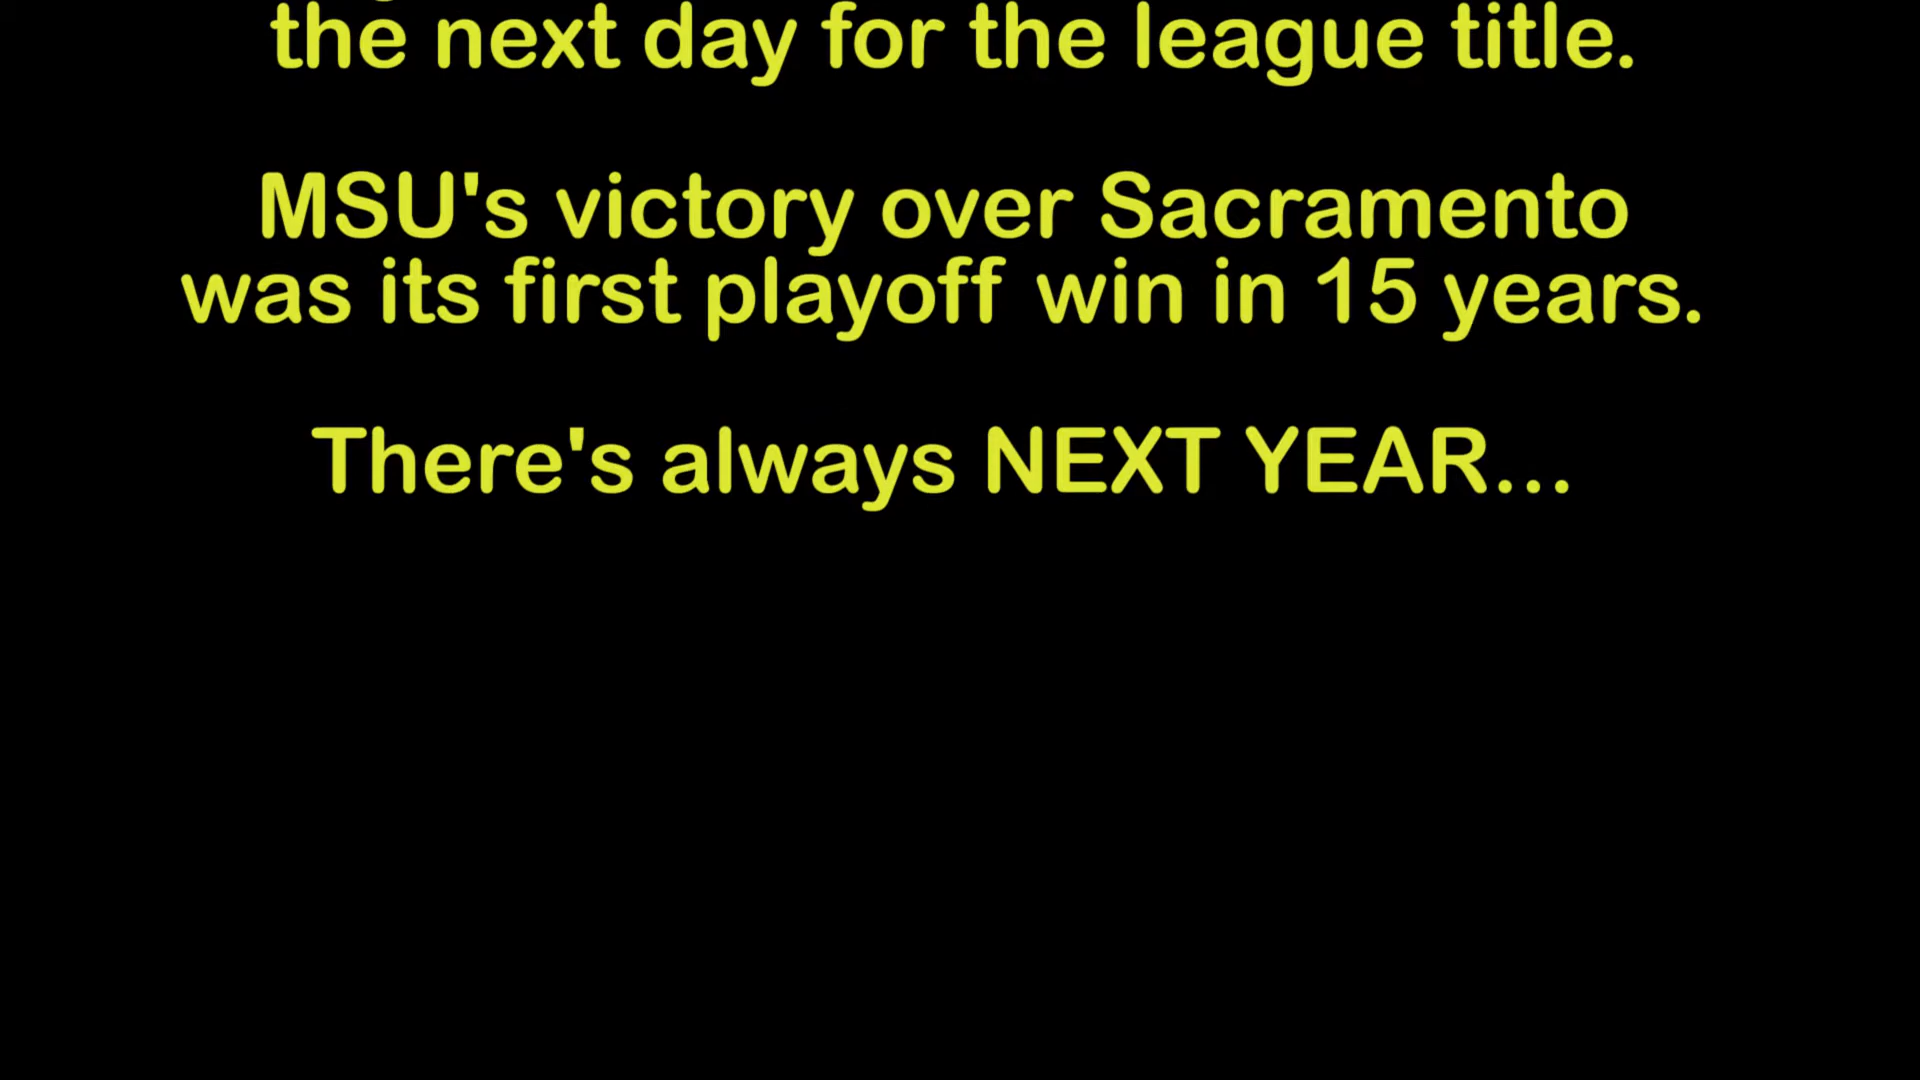 the next day for the league title.
MSU's victory over Sacramento
was its first playoff win in 15 years.
There's always NEXT YEAR...